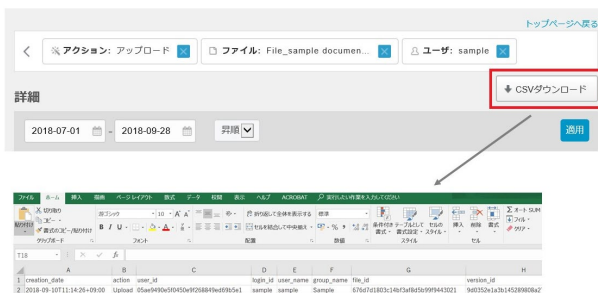 トップページへ戻る
アクション: アップロード
ファイル: File_sample documen...
ユーザ: sample
CSVダウンロード
詳細
2018-07-01 - 2018-09-28 昇順 適用
ファイル ホーム 挿入 描画 ページレイアウト 数式 データ 校閲 表示 ヘルプ ACROBAT 実行したい作業を入力してください
切り取り 游ゴシック 10 折り返して全体を表示する 標準 オート SUM
コピー 条件付き テーブルとして セルの 挿入 削除 書式 フィル
貼り付け 書式のコピー/貼り付け B I U セルを結合して中央揃え % 書式 書式設定 スタイル クリア
クリップボード フォント 配置 数値 スタイル セル
T18
A B C D E F G H
1 creation_date action user_id login_id user_name group_name file_id version_id
2 2018-09-10T11:14:26+09:00 Upload sample sample Sample